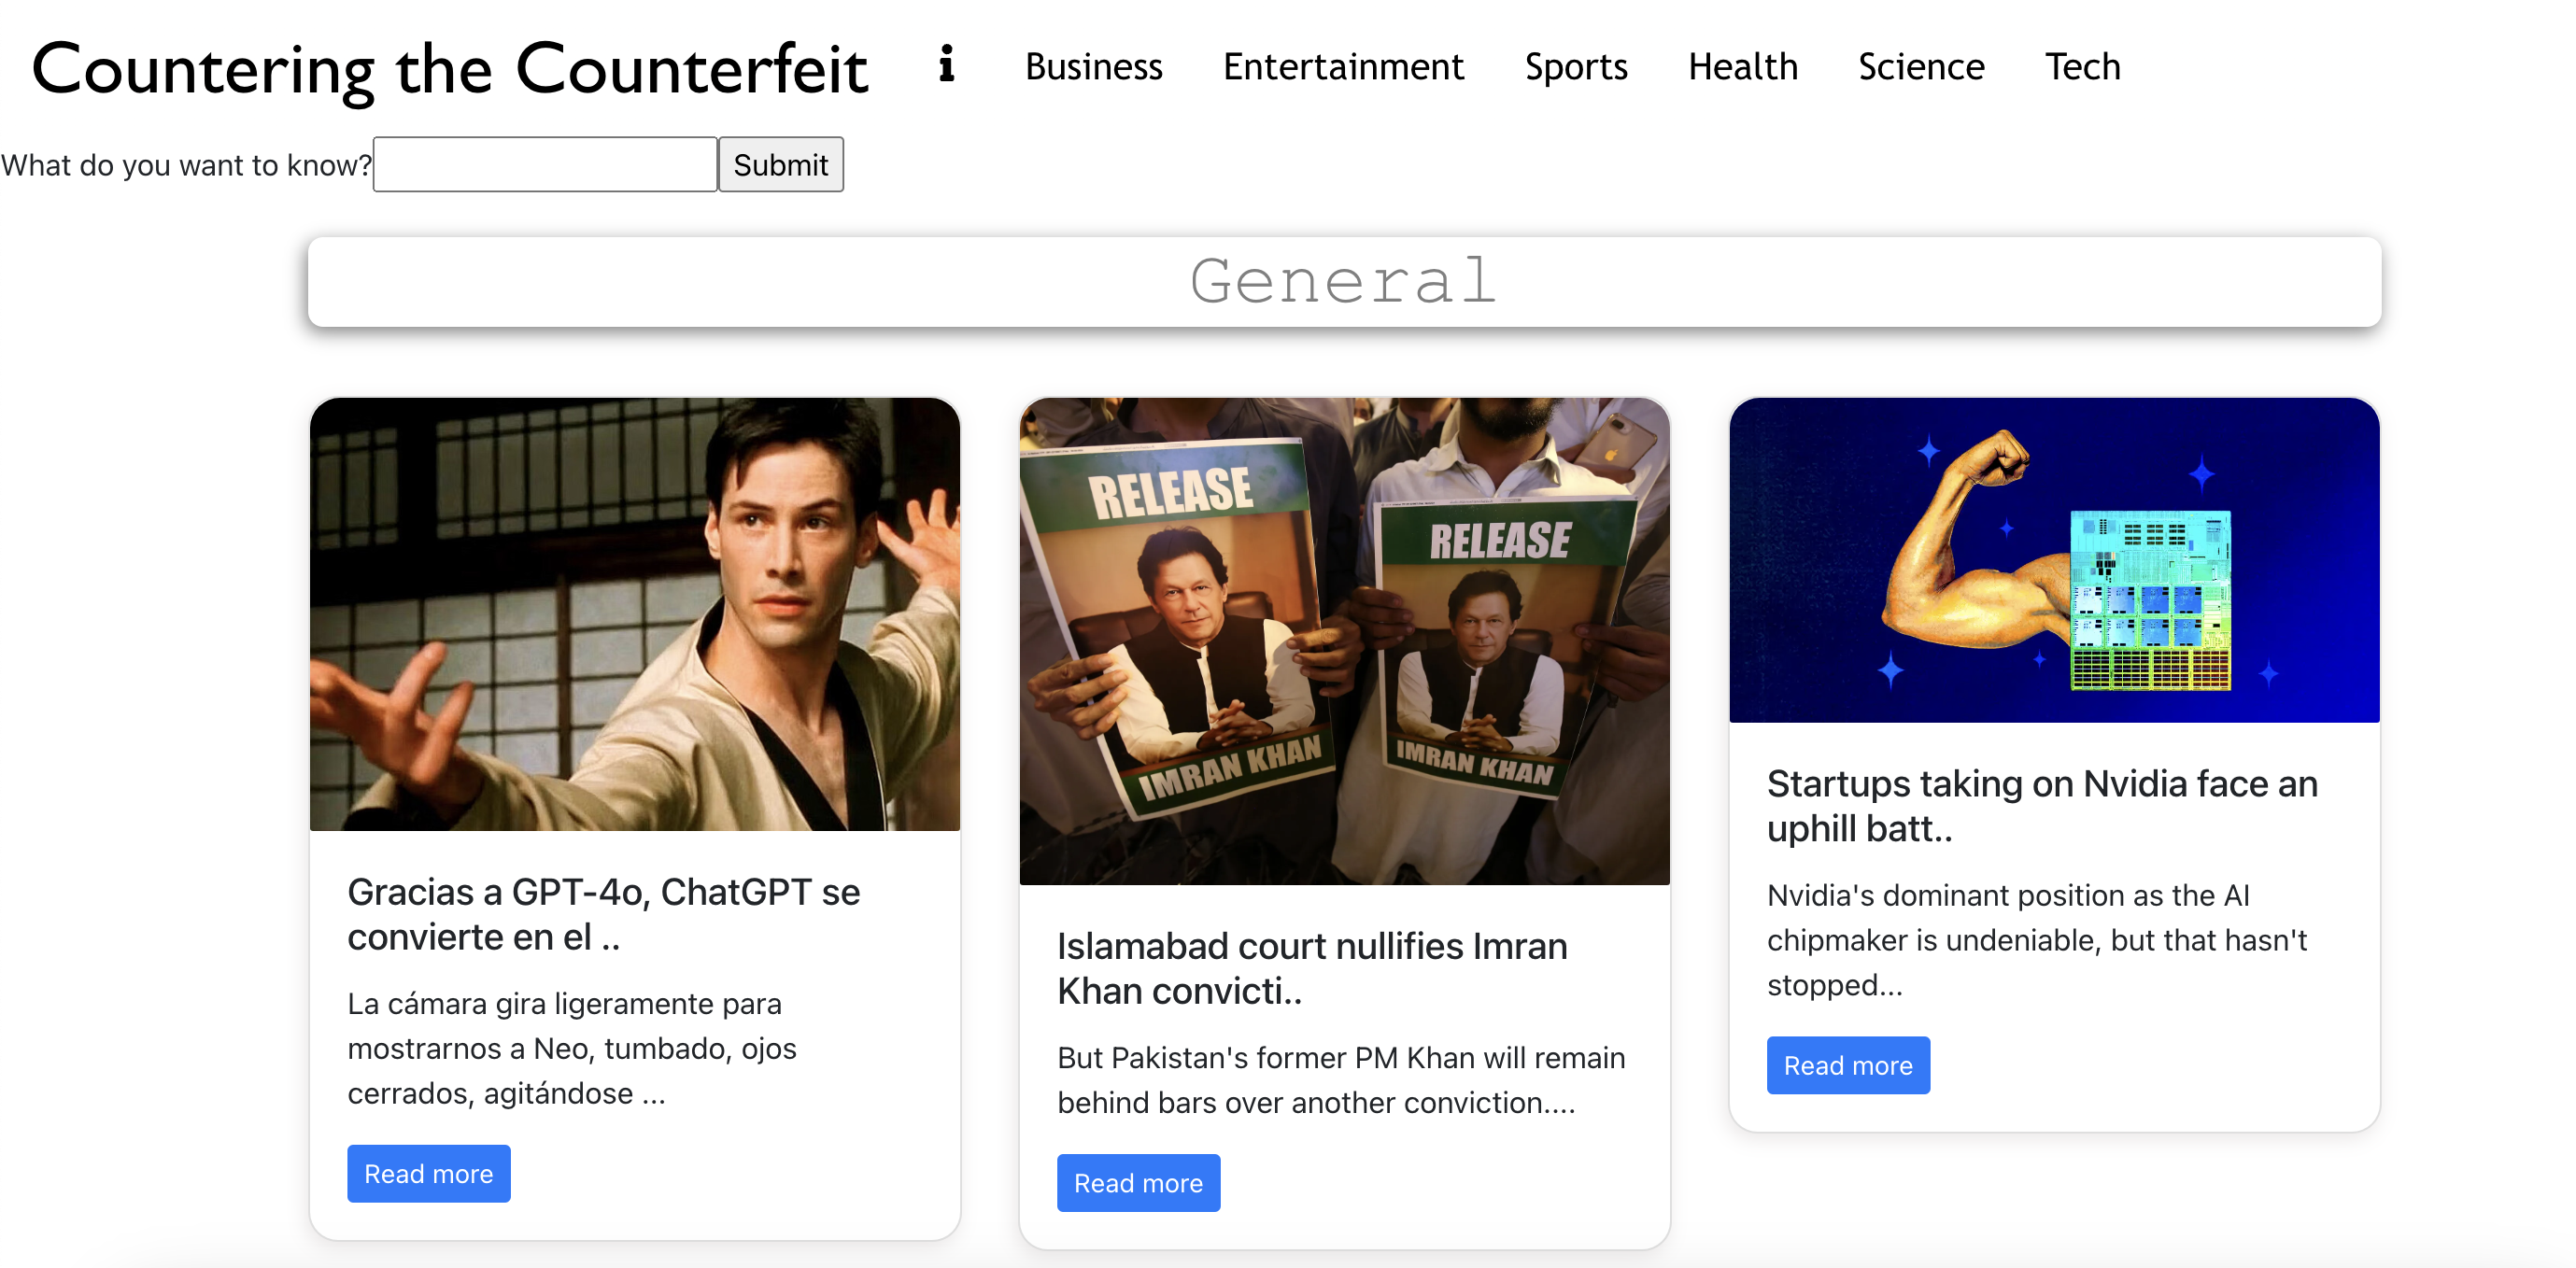 Countering the Counterfeit
i Business Entertainment Sports Health Science Tech
What do you want to know? Submit
General
Gracias a GPT-4o, ChatGPT se
convierte en el ..
La cámara gira ligeramente para
mostrarnos a Neo, tumbado, ojos
cerrados, agitándose ...
Read more
RELEASE
IMRAN KHAN
RELEASE
IMRAN KHAN
Islamabad court nullifies Imran
Khan convicti..
But Pakistan's former PM Khan will remain
behind bars over another conviction....
Read more
Startups taking on Nvidia face an
uphill batt..
Nvidia's dominant position as the AI
chipmaker is undeniable, but that hasn't
stopped...
Read more